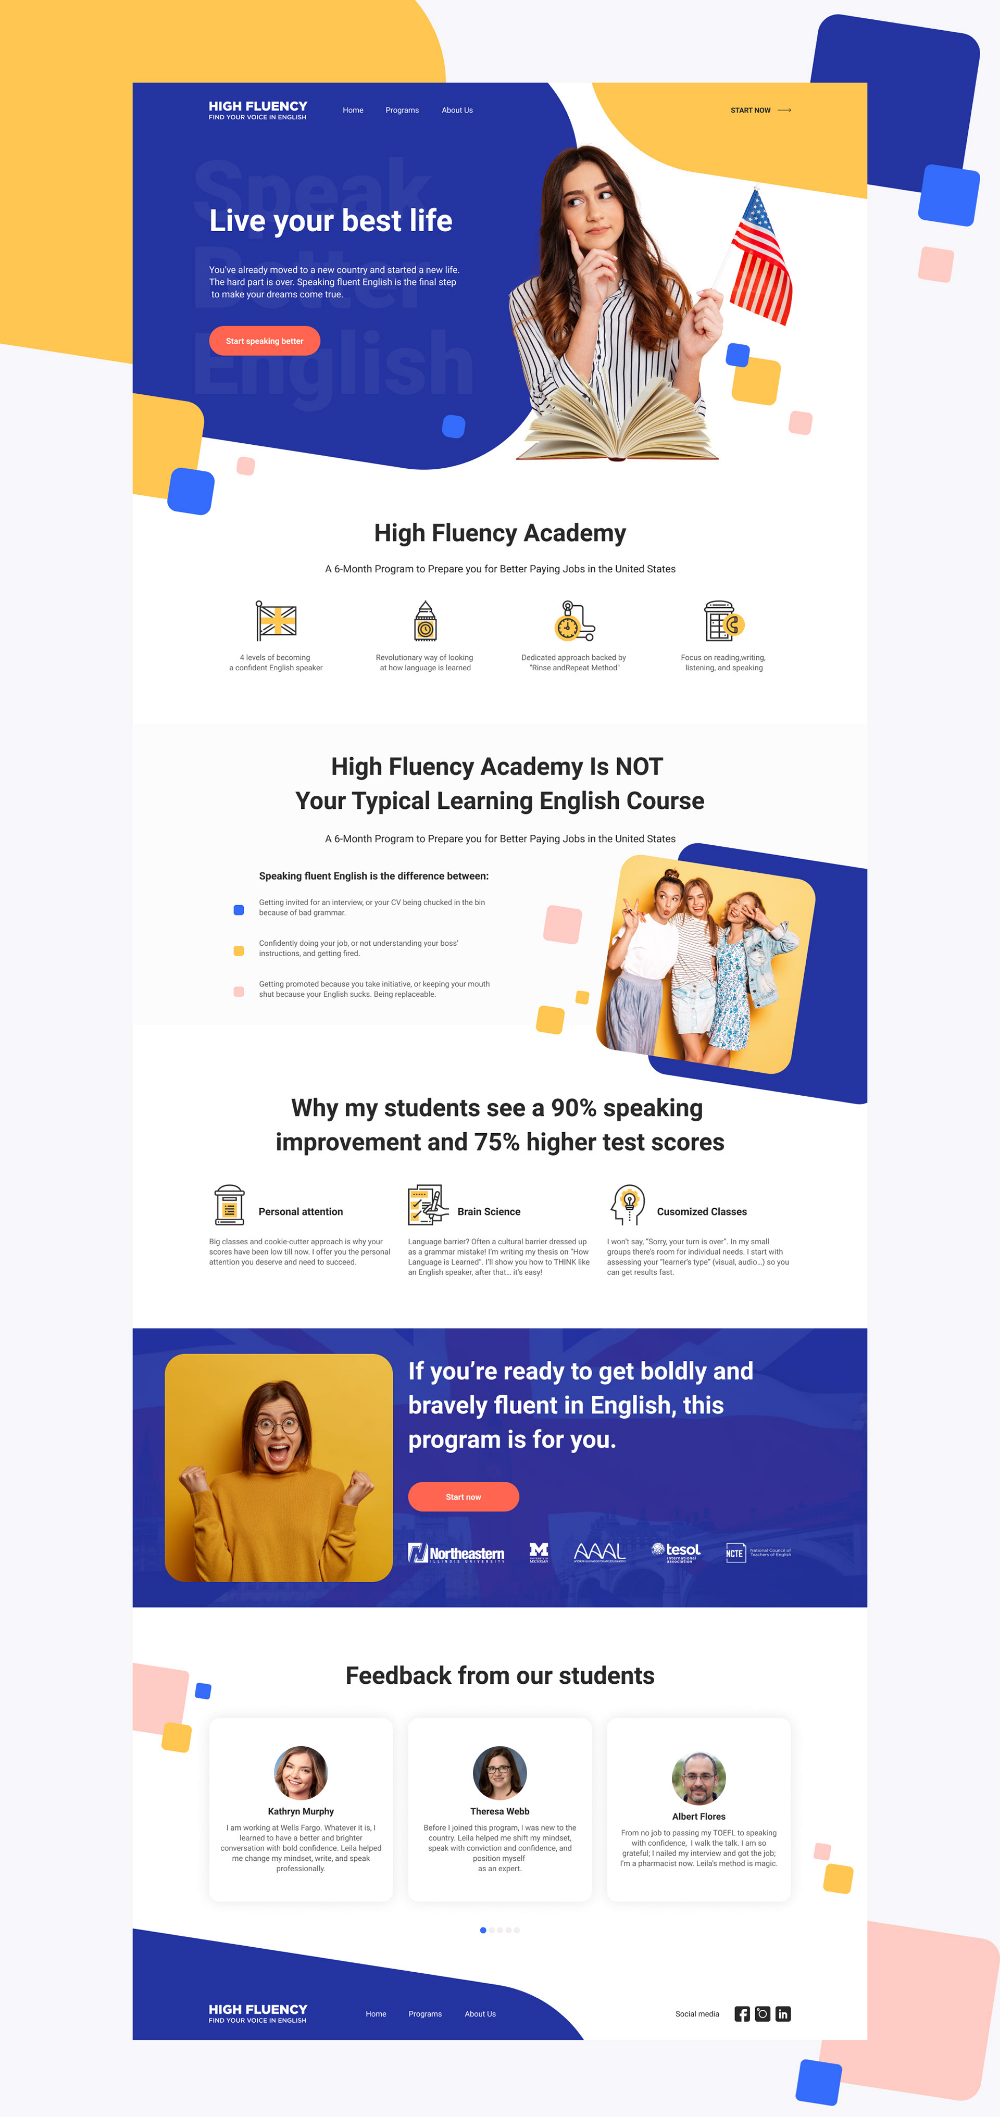 HIGH FLUENCY
FIND YOUR VOICE IN ENGLISH
Home Programs About Us
START NOW
Speak
Better
English
Live your best life
You've already moved to a new country and started a new life.
The hard part is over. Speaking fluent English is the final step
to make your dreams come true.
Start speaking better
High Fluency Academy
A 6-Month Program to Prepare you for Better Paying Jobs in the United States
4 levels of becoming
a confident English speaker
Revolutionary way of looking
at how language is learned
Dedicated approach backed by
"Rinse andRepeat Method"
Focus on reading,writing,
listening, and speaking
High Fluency Academy Is NOT
Your Typical Learning English Course
A 6-Month Program to Prepare you for Better Paying Jobs in the United States
Speaking fluent English is the difference between:
Getting invited for an interview, or your CV being chucked in the bin
because of bad grammar.
Confidently doing your job, or not understanding your boss'
instructions, and getting fired.
Getting promoted because you take initiative, or keeping your mouth
shut because your English sucks. Being replaceable.
Why my students see a 90% speaking
improvement and 75% higher test scores
Personal attention
Big classes and cookie-cutter approach is why your
scores have been low till now. I offer you the personal
attention you deserve and need to succeed.
Brain Science
Language barrier? Often a cultural barrier dressed up
as a grammar mistake! I'm writing my thesis on "How
Language is Learned". I'll show you how to THINK like
an English speaker, after that... it's easy!
Cusomized Classes
I won't say, "Sorry, your turn is over". In my small
groups there's room for individual needs. I start with
assessing your "learner's type" (visual, audio...) so you
can get results fast.
If you're ready to get boldly and
bravely fluent in English, this
program is for you.
Start now
Northeastern
ILLINOIS UNIVERSITY
M
MICHIGAN
AAAL
tesol
international
association
NCTE
National Council of
Teachers of English
Feedback from our students
Kathryn Murphy
I am working at Wells Fargo. Whatever it is, I
learned to have a better and brighter
conversation with bold confidence. Leila helped
me change my mindset, write, and speak
professionally.
Theresa Webb
Before I joined this program, I was new to the
country. Leila helped me shift my mindset,
speak with conviction and confidence, and
position myself
as an expert.
Albert Flores
From no job to passing my TOEFL to speaking
with confidence, I walk the talk. I am so
grateful; I nailed my interview and got the job;
I'm a pharmacist now. Leila's method is magic.
HIGH FLUENCY
FIND YOUR VOICE IN ENGLISH
Home Programs About Us
Social media